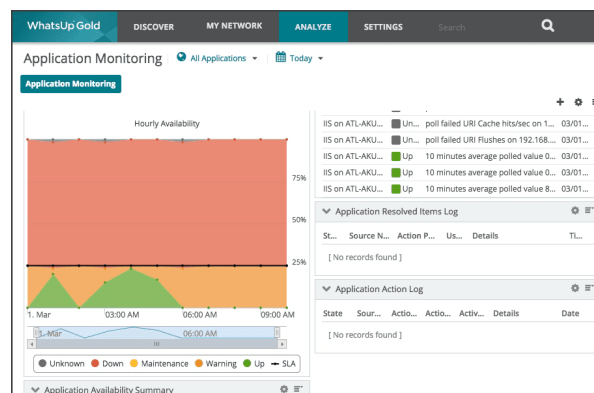 WhatsUp Gold DISCOVER MY NETWORK ANALYZE SETTINGS Search
Application Monitoring All Applications Today
Application Monitoring
Hourly Availability
75%
50%
25%
1. Mar 03:00 AM 06:00 AM 09:00 AM
1. Mar 06:00 AM
Unknown Down Maintenance Warning Up SLA
Application Availability Summary
IIS on ATL-AKU... Un... poll failed URI Cache hits/sec on 1... 03/01...
IIS on ATL-AKU... Un... poll failed URI Flushes on 192.168.... 03/01...
IIS on ATL-AKU... Up 10 minutes average polled value 0... 03/01...
IIS on ATL-AKU... Up 10 minutes average polled value 0... 03/01...
IIS on ATL-AKU... Up 10 minutes average polled value 8... 03/01...
Application Resolved Items Log
St... Source N... Action P... Us... Details Ti...
[ No records found ]
Application Action Log
State Sour... Actio... Actio... Activ... Details Date
[ No records found ]